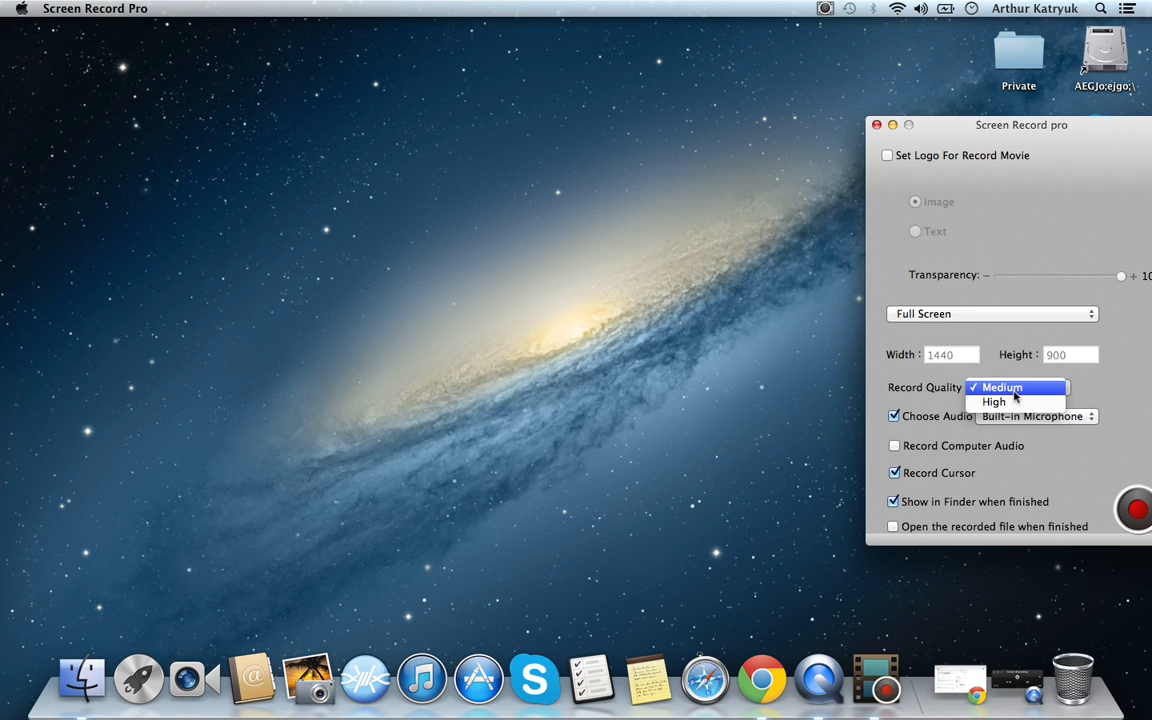 Screen Record Pro
Arthur Katryuk
Private
AEGJo;ejgo;\
Screen Record pro
Set Logo For Record Movie
Image
Text
Transparency: − + 10
Full Screen
Width : 1440 Height : 900
Record Quality ✓ Medium
High
Choose Audio Built-in Microphone
Record Computer Audio
Record Cursor
Show in Finder when finished
Open the recorded file when finished